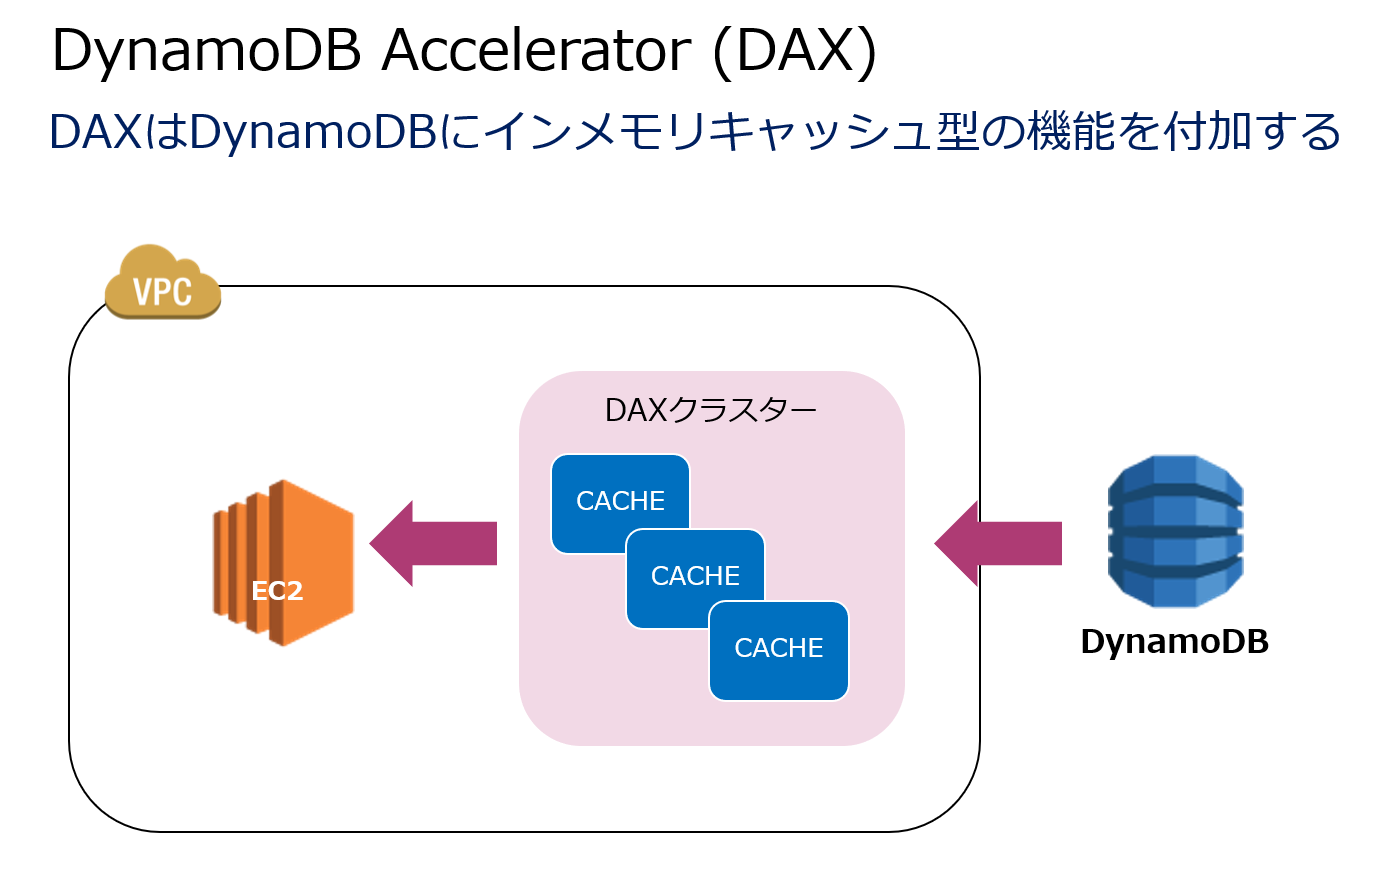 DynamoDB Accelerator (DAX)
DAXはDynamoDBにインメモリキャッシュ型の機能を付加する
VPC
DAXクラスター
CACHE
CACHE
CACHE
EC2
DynamoDB